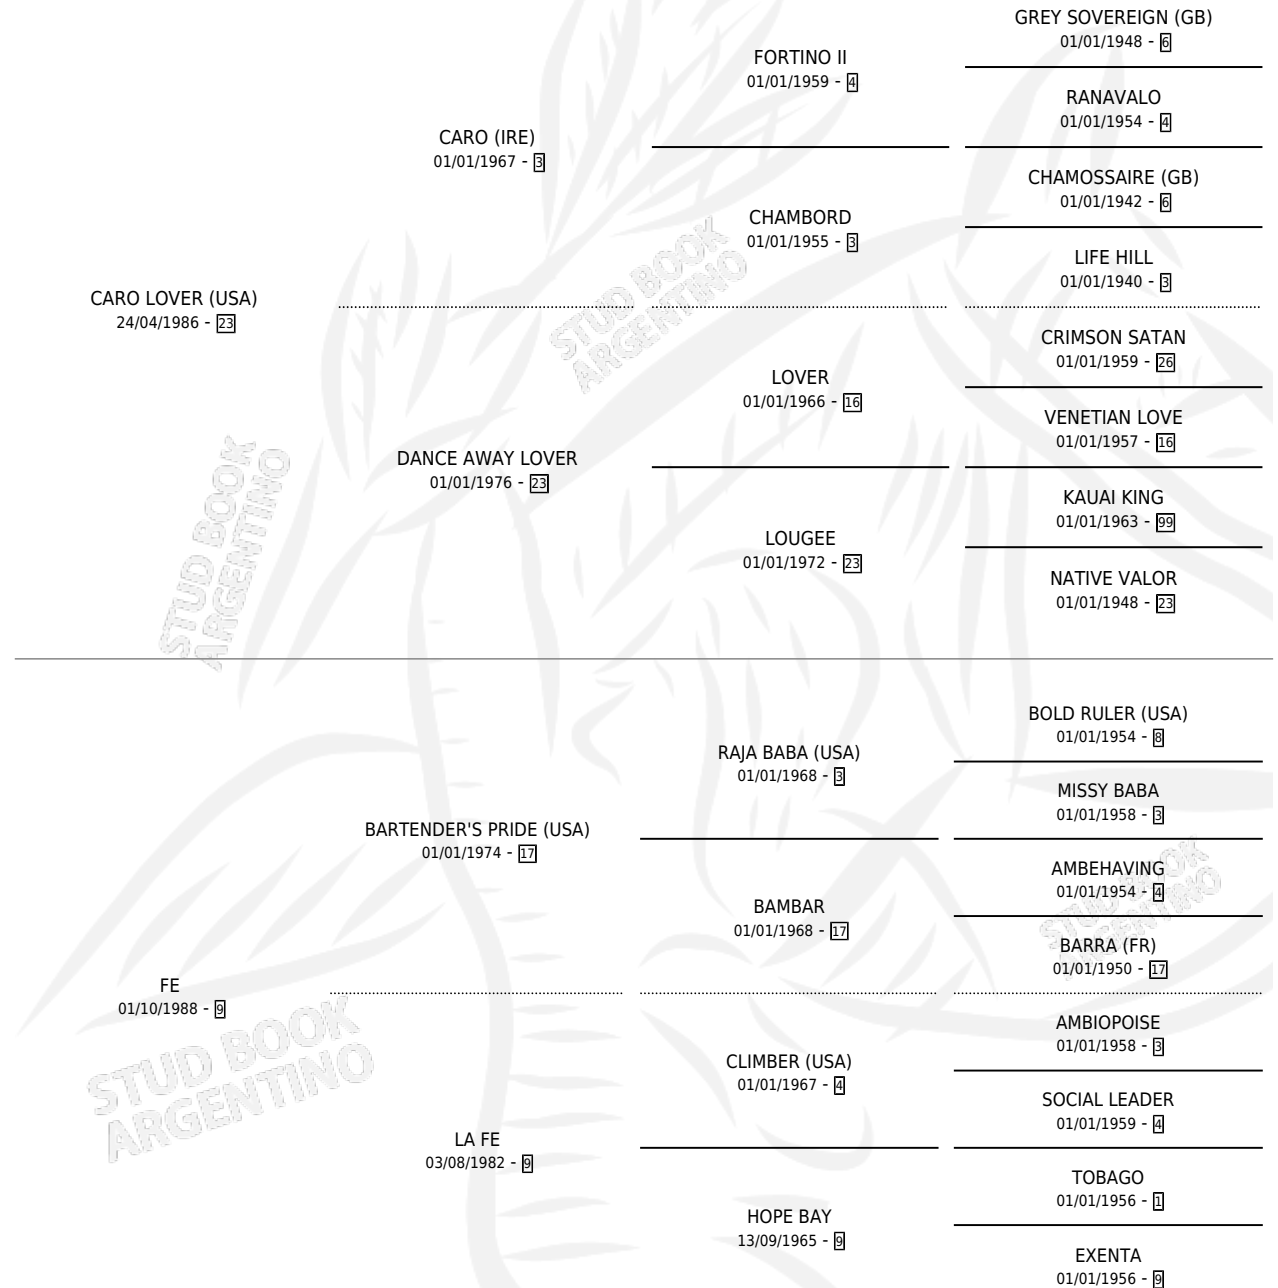 GREY SOVEREIGN (GB)
01/01/1948 - 6
FORTINO II
01/01/1959 - 4
RANAVALO
01/01/1954 - 4
CARO (IRE)
01/01/1967 - 3
CHAMOSSAIRE (GB)
01/01/1942 - 6
CHAMBORD
01/01/1955 - 3
LIFE HILL
01/01/1940 - 3
CARO LOVER (USA)
24/04/1986 - 23
CRIMSON SATAN
01/01/1959 - 26
LOVER
01/01/1966 - 16
VENETIAN LOVE
01/01/1957 - 16
DANCE AWAY LOVER
01/01/1976 - 23
KAUAI KING
01/01/1963 - 99
LOUGEE
01/01/1972 - 23
NATIVE VALOR
01/01/1948 - 23
BOLD RULER (USA)
01/01/1954 - 8
RAJA BABA (USA)
01/01/1968 - 3
MISSY BABA
01/01/1958 - 3
BARTENDER'S PRIDE (USA)
01/01/1974 - 17
AMBEHAVING
01/01/1954 - 4
BAMBAR
01/01/1968 - 17
BARRA (FR)
01/01/1950 - 17
FE
01/10/1988 - 9
AMBIOPOISE
01/01/1958 - 3
CLIMBER (USA)
01/01/1967 - 4
SOCIAL LEADER
01/01/1959 - 4
LA FE
03/08/1982 - 9
TOBAGO
01/01/1956 - 1
HOPE BAY
13/09/1965 - 9
EXENTA
01/01/1956 - 9
STUD BOOK
ARGENTINO
STUD BOOK
ARGENTINO
STUD BOOK
ARGENTINO
STUD BOOK
ARGENTINO